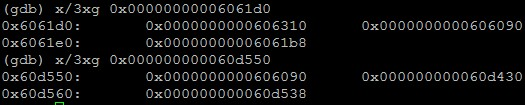 (gdb) x/3xg 0x00000000006061d0
0x6061d0: 0x0000000000606310 0x0000000000606090
0x6061e0: 0x00000000006061b8
(gdb) x/3xg 0x000000000060d550
0x60d550: 0x0000000000606090 0x000000000060d430
0x60d560: 0x000000000060d538